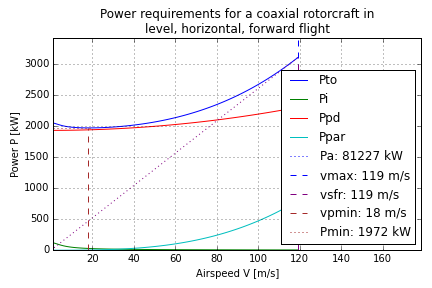 Power requirements for a coaxial rotorcraft in
level, horizontal, forward flight
Power P [kW]
3000
2500
2000
1500
1000
500
0
20
40
60
80
100
120
140
160
Airspeed V [m/s]
Pto
Pi
Ppd
Ppar
Pa: 81227 kW
vmax: 119 m/s
vsfr: 119 m/s
vpmin: 18 m/s
Pmin: 1972 kW